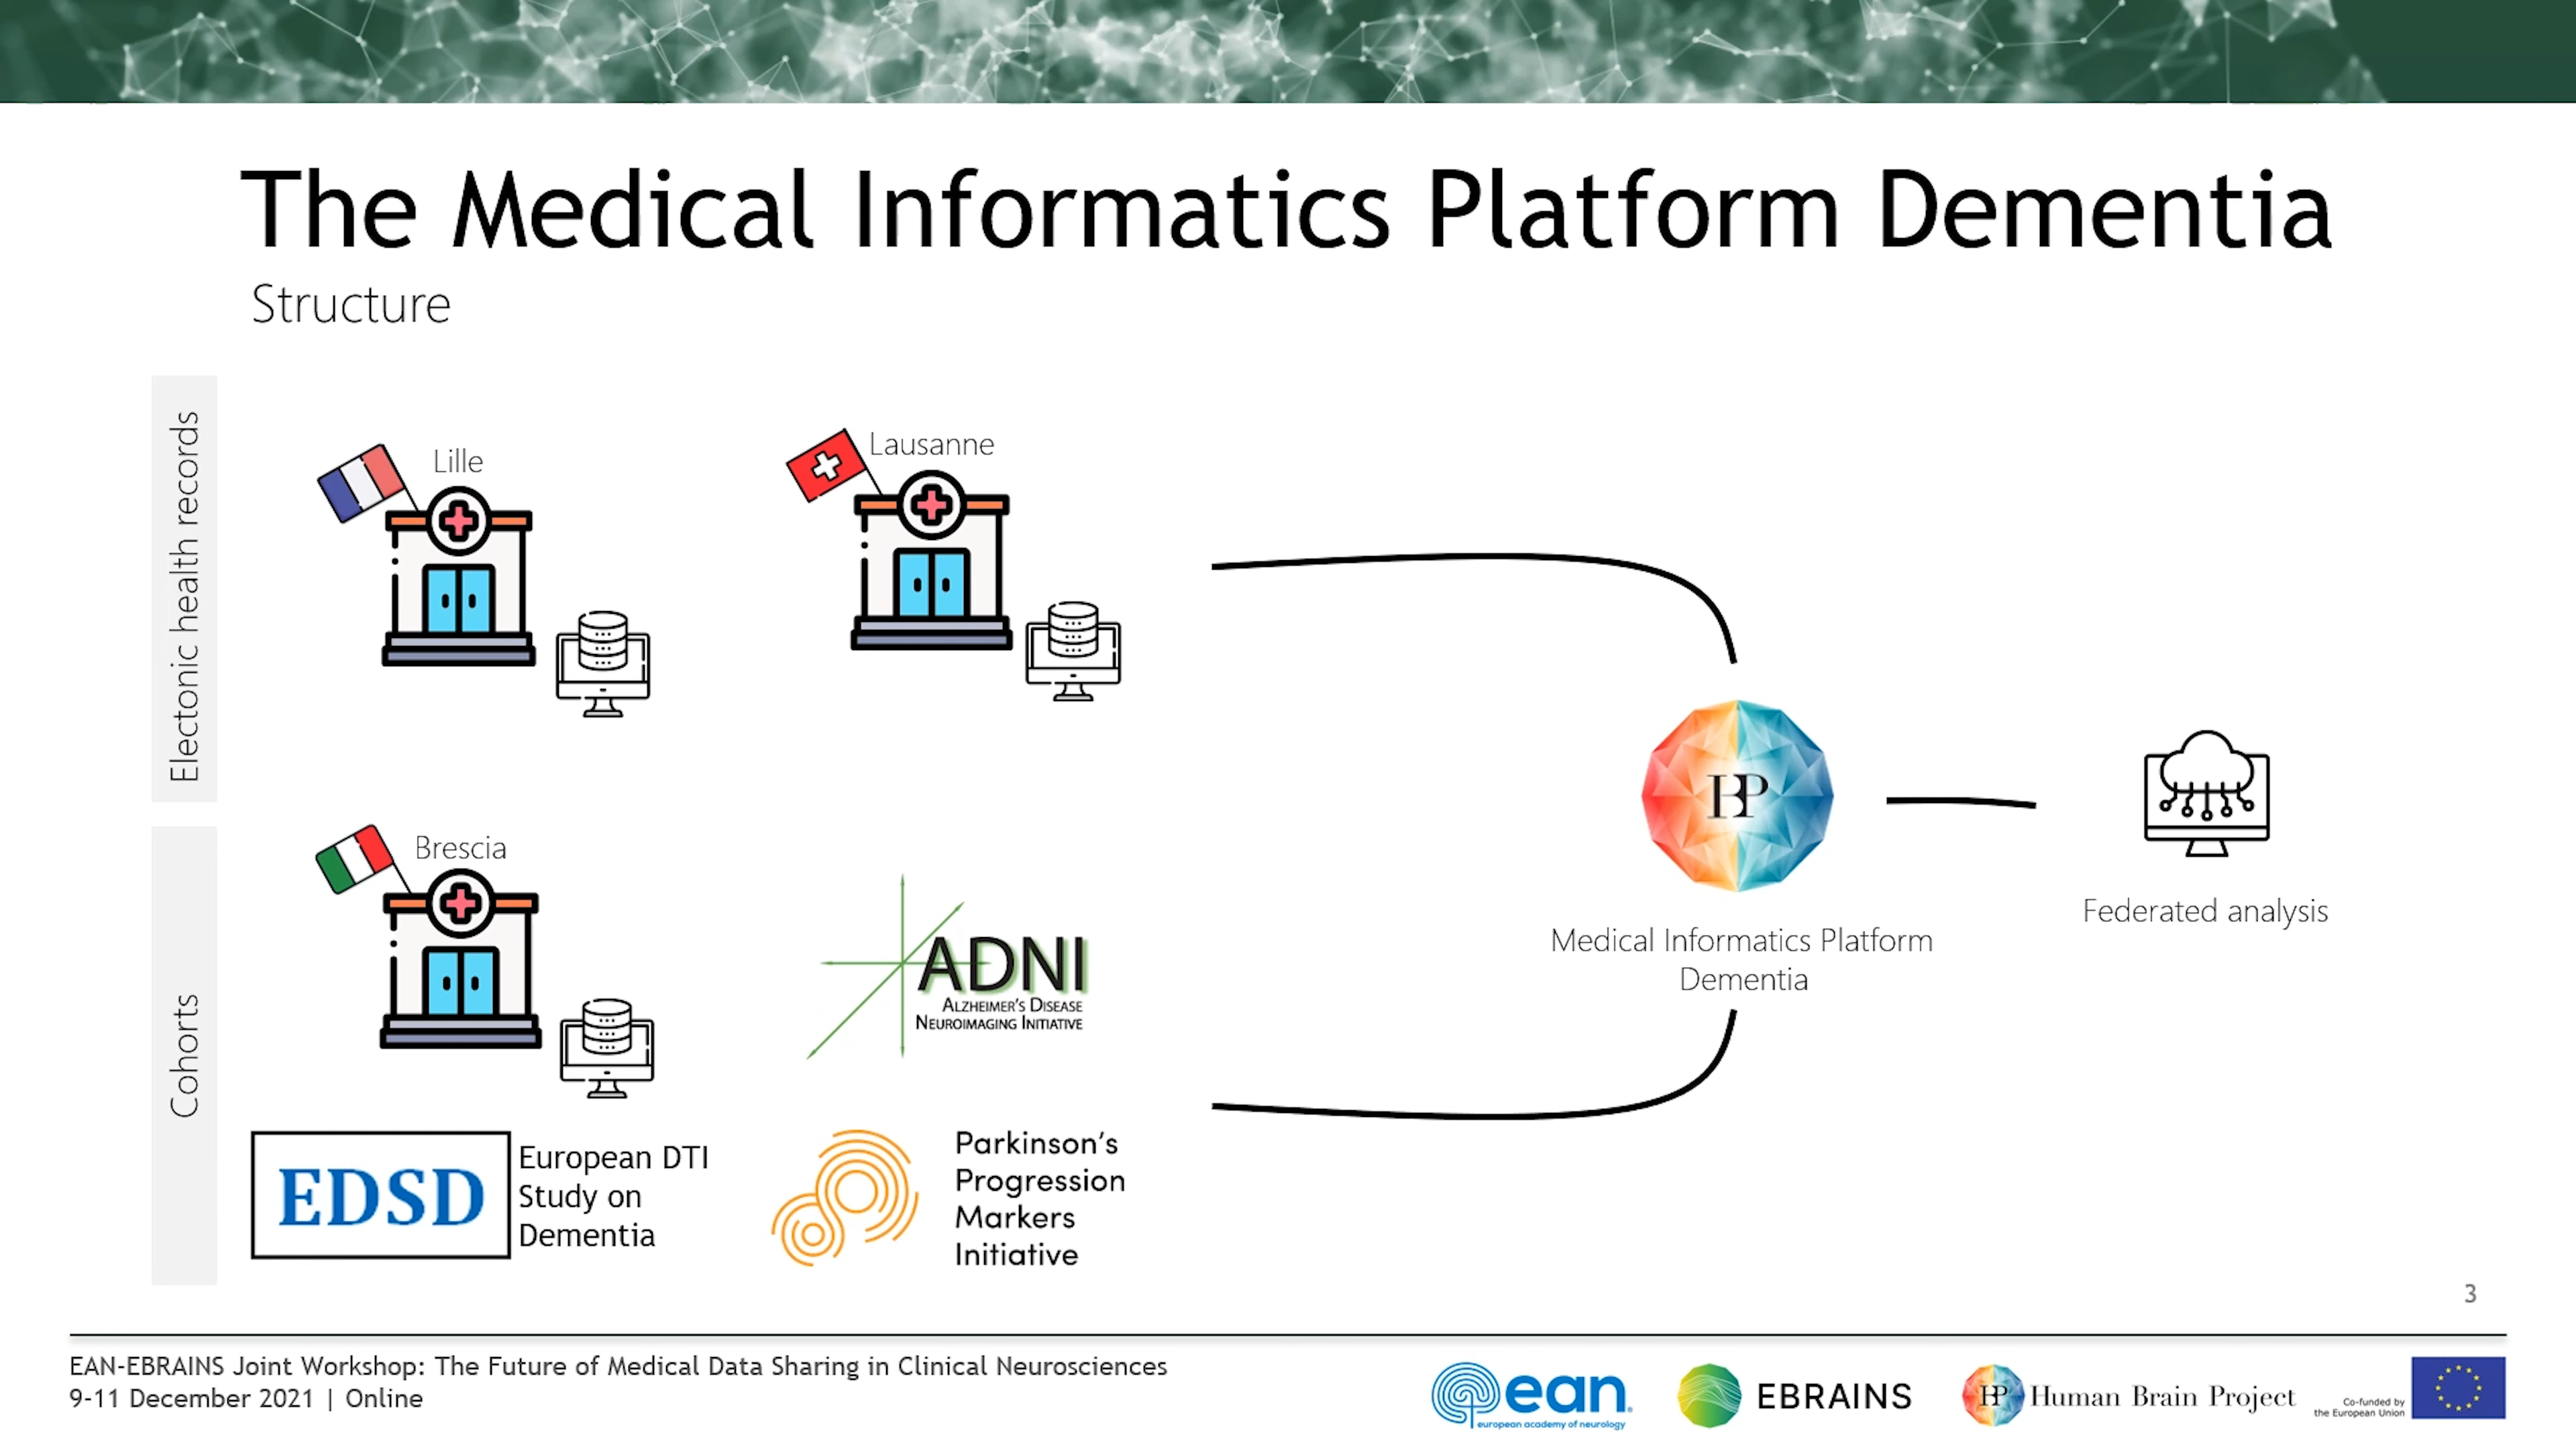 The Medical Informatics Platform Dementia
Structure
Electonic health records
Lille
Lausanne
Cohorts
Brescia
ADNI
ALZHEIMER'S DISEASE
NEUROIMAGING INITIATIVE
EDSD
European DTI
Study on
Dementia
Parkinson's
Progression
Markers
Initiative
HBP
Medical Informatics Platform
Dementia
Federated analysis
3
EAN-EBRAINS Joint Workshop: The Future of Medical Data Sharing in Clinical Neurosciences
9-11 December 2021 | Online
ean
european academy of neurology
EBRAINS
HBP Human Brain Project
Co-funded by
the European Union